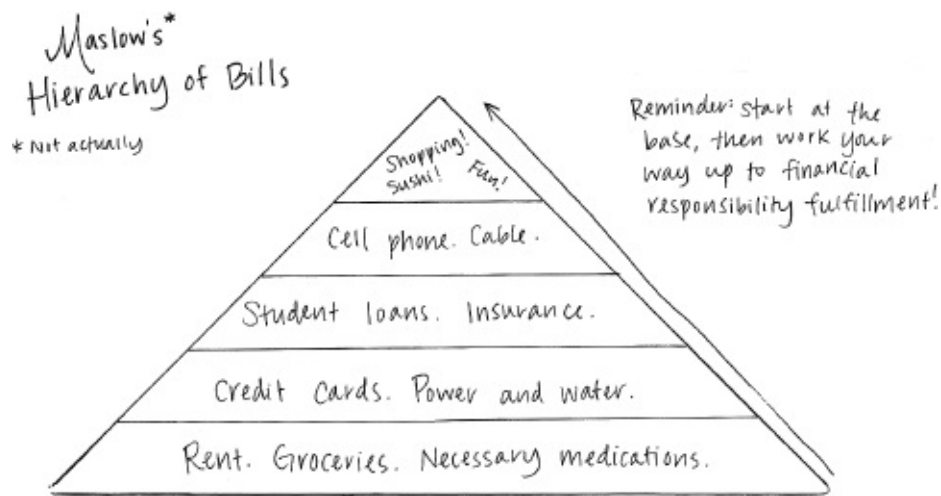 Maslow's*
Hierarchy of Bills
* Not actually
Reminder: start at the
base, then work your
way up to financial
responsibility fulfillment!
Shopping!
Sushi! Fun!
Cell phone. Cable.
Student loans. Insurance.
Credit Cards. Power and water.
Rent. Groceries. Necessary medications.